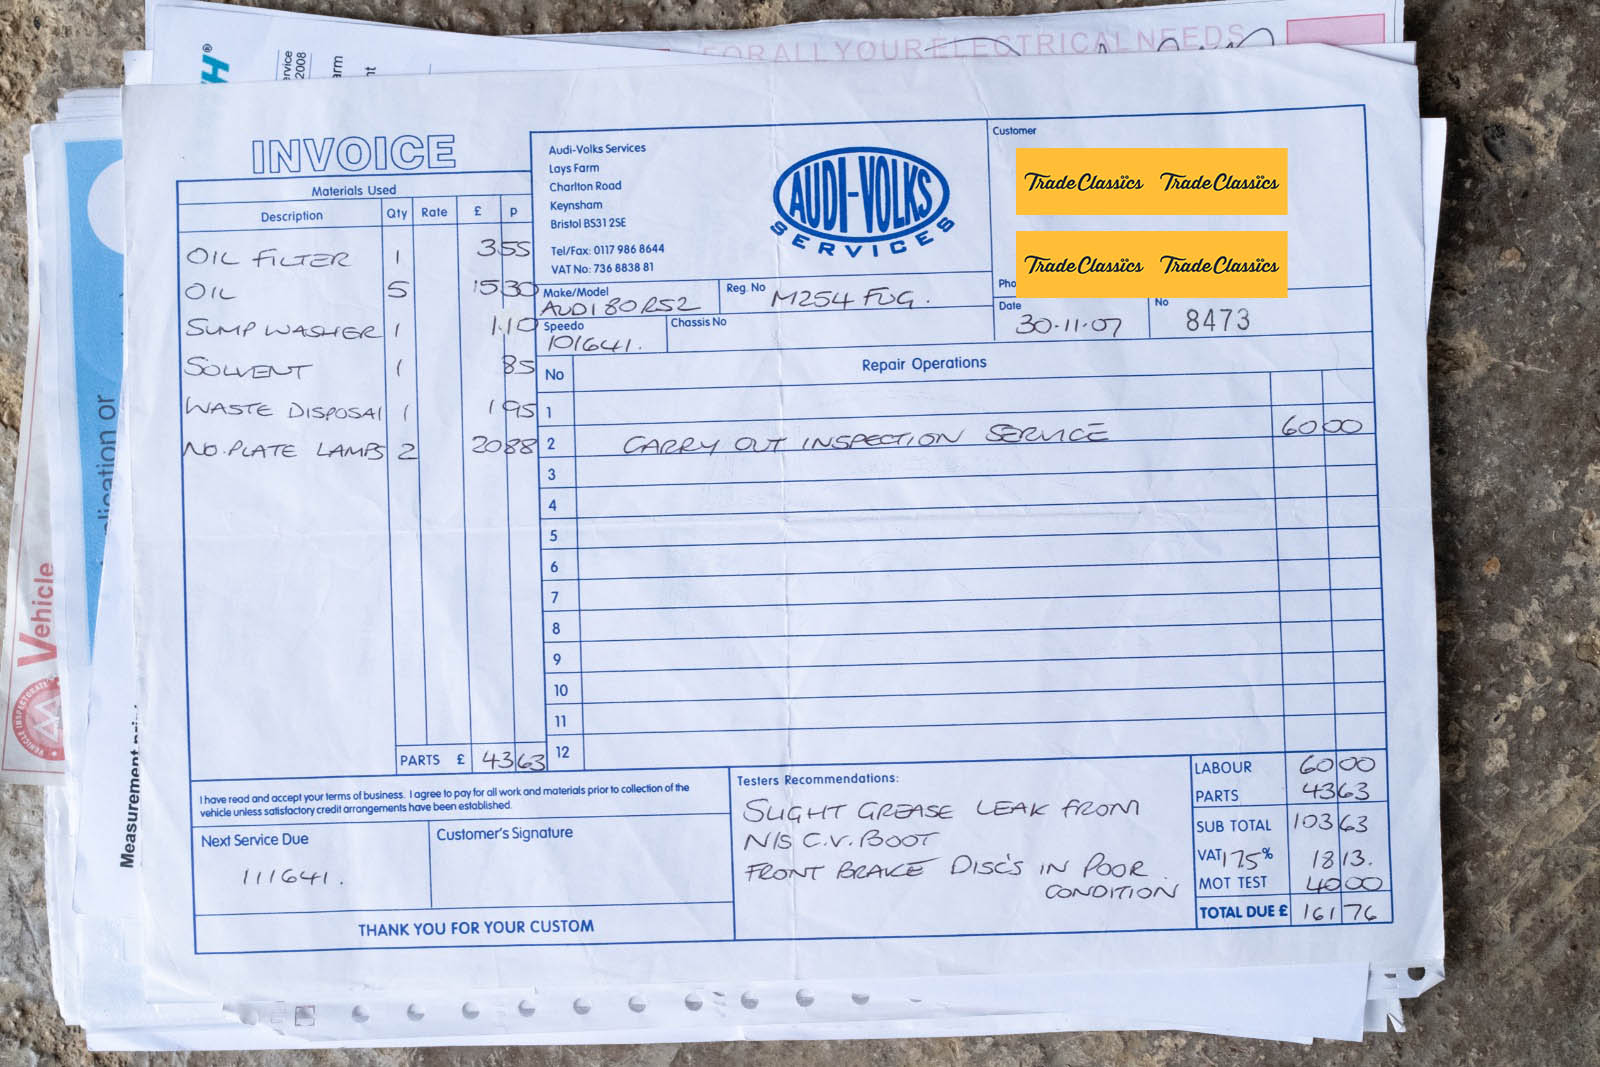 FOR ALL YOUR ELECTRICAL NEEDS
INVOICE
Materials Used
Description Qty Rate £ P
OIL FILTER 1 3 55
OIL 5 15 30
SUMP WASHER 1 1 10
SOLVENT 1 85
WASTE DISPOSAL 1 1 95
NO. PLATE LAMPS 2 20 88
PARTS £ 43 63
Audi-Volks Services
Lays Farm
Charlton Road
Keynsham
Bristol BS31 2SE
Tel/Fax: 0117 986 8644
VAT No: 736 8838 81
AUDI-VOLKS
SERVICES
Customer
Trade Classics Trade Classics
Trade Classics Trade Classics
Pho
Make/Model
AUDI 80 RS2
Reg. No M254 FUG.
Date
30-11-07
No
8473
Speedo
101641.
Chassis No
No Repair Operations
1
2 CARRY OUT INSPECTION SERVICE 60 00
3
4
5
6
7
8
9
10
11
12
I have read and accept your terms of business. I agree to pay for all work and materials prior to collection of the
vehicle unless satisfactory credit arrangements have been established.
Next Service Due
111641.
Customer's Signature
THANK YOU FOR YOUR CUSTOM
Testers Recommendations:
SLIGHT GREASE LEAK FROM
N/S C.V. BOOT
FRONT BRAKE DISC'S IN POOR
CONDITION
LABOUR 60 00
PARTS 43 63
SUB TOTAL 103 63
VAT 17.5% 18 13.
MOT TEST 40 00
TOTAL DUE £ 161 76
Vehicle
VEHICLE INSPECTORATE
2008